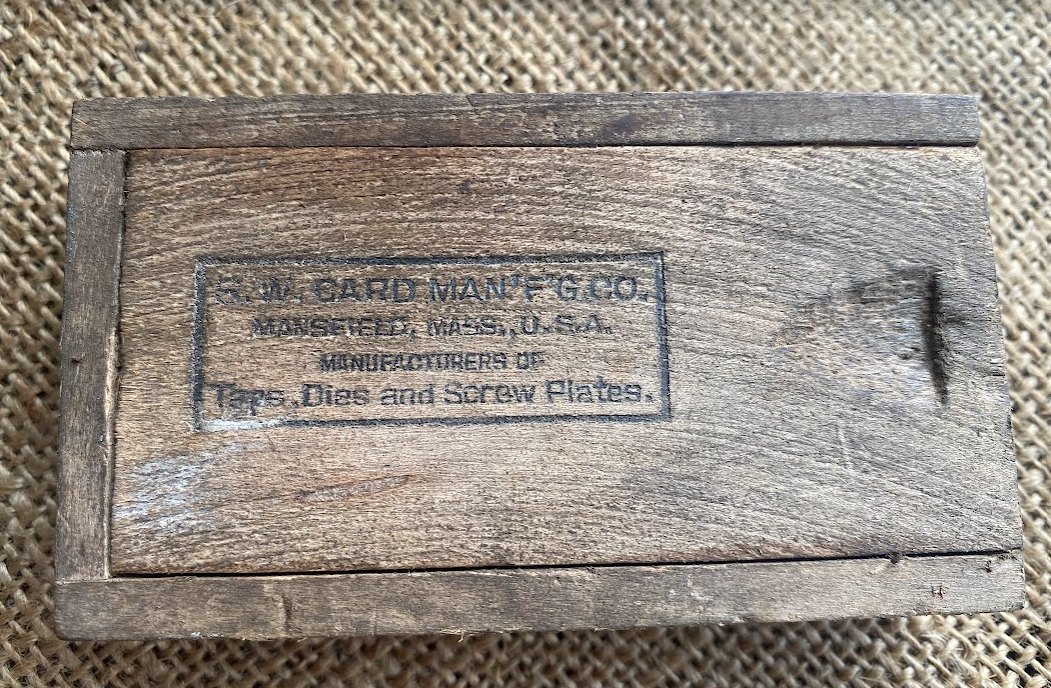 S. W. CARD MAN'F'G. CO.
MANSFIELD, MASS., U. S. A.
MANUFACTURERS OF
Taps, Dies and Screw Plates.